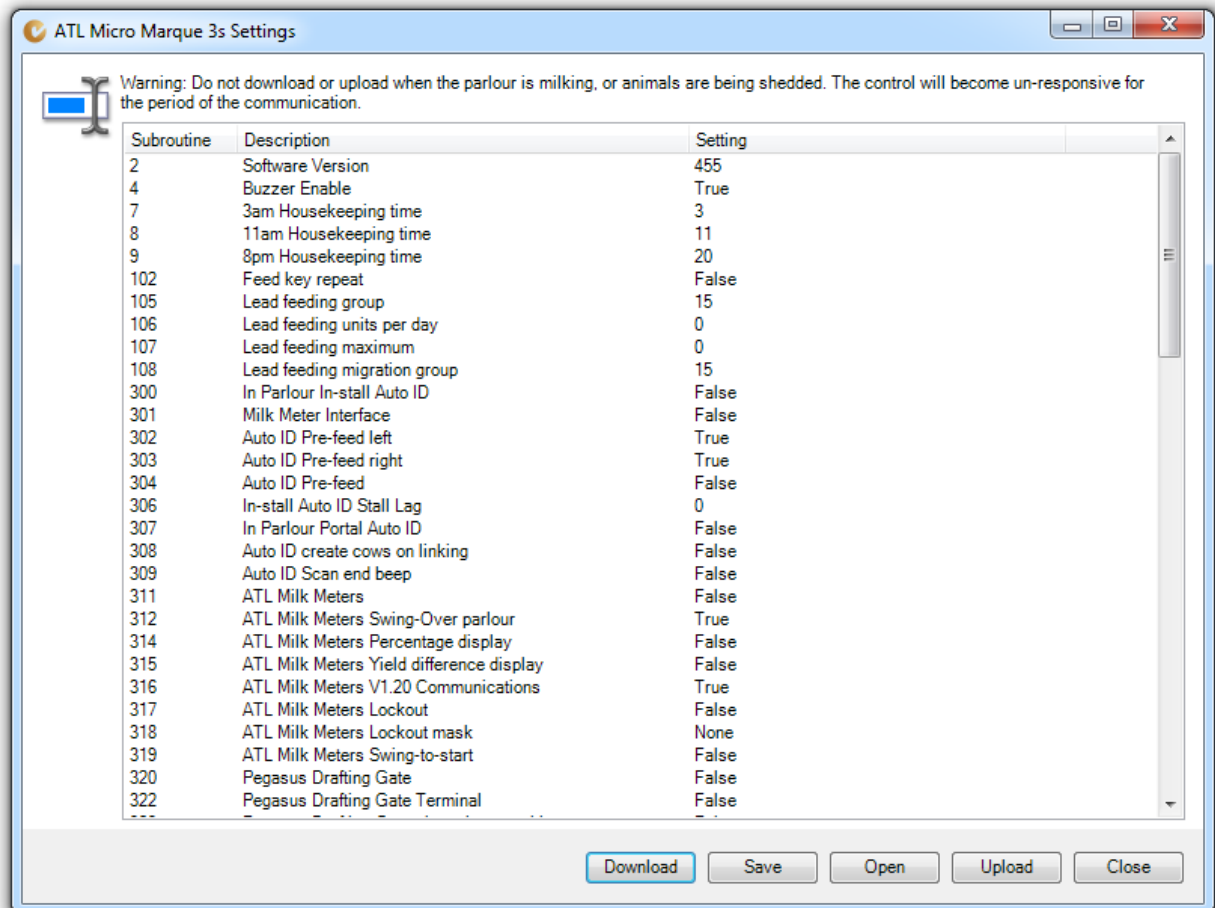 ATL Micro Marque 3s Settings
Warning: Do not download or upload when the parlour is milking, or animals are being shedded. The control will become un-responsive for
the period of the communication.
Subroutine Description Setting
2 Software Version 455
4 Buzzer Enable True
7 3am Housekeeping time 3
8 11am Housekeeping time 11
9 8pm Housekeeping time 20
102 Feed key repeat False
105 Lead feeding group 15
106 Lead feeding units per day 0
107 Lead feeding maximum 0
108 Lead feeding migration group 15
300 In Parlour In-stall Auto ID False
301 Milk Meter Interface False
302 Auto ID Pre-feed left True
303 Auto ID Pre-feed right True
304 Auto ID Pre-feed False
306 In-stall Auto ID Stall Lag 0
307 In Parlour Portal Auto ID False
308 Auto ID create cows on linking False
309 Auto ID Scan end beep False
311 ATL Milk Meters False
312 ATL Milk Meters Swing-Over parlour True
314 ATL Milk Meters Percentage display False
315 ATL Milk Meters Yield difference display False
316 ATL Milk Meters V1.20 Communications True
317 ATL Milk Meters Lockout False
318 ATL Milk Meters Lockout mask None
319 ATL Milk Meters Swing-to-start False
320 Pegasus Drafting Gate False
322 Pegasus Drafting Gate Terminal False
Download Save Open Upload Close